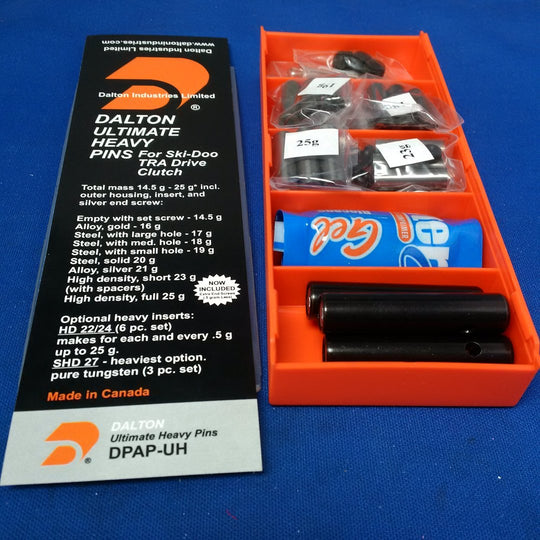 www.daltonindustries.com
Dalton Industries Limited
Dalton Industries Limited
®
DALTON
ULTIMATE
HEAVY
PINS For Ski-Doo
TRA Drive
Clutch
Total mass 14.5 g - 25 g* incl.
outer housing, insert, and
silver end screw.
Empty with set screw - 14.5 g
Alloy, gold - 16 g
Steel, with large hole - 17 g
Steel, with med. hole - 18 g
Steel, with small hole - 19 g
Steel, solid 20 g
Alloy, silver 21 g
High density, short 23 g
(with spacers)
High density, full 25 g
NOW
INCLUDED
Extra End Screws
Optional heavy inserts:
HD 22/24 (6 pc. set)
makes for each and every .5 g
up to 25 g.
SHD 27 - heaviest option.
pure tungsten (3 pc. set)
Made in Canada
DALTON
Ultimate Heavy Pins
®
DPAP-UH
25g
23g
Gel